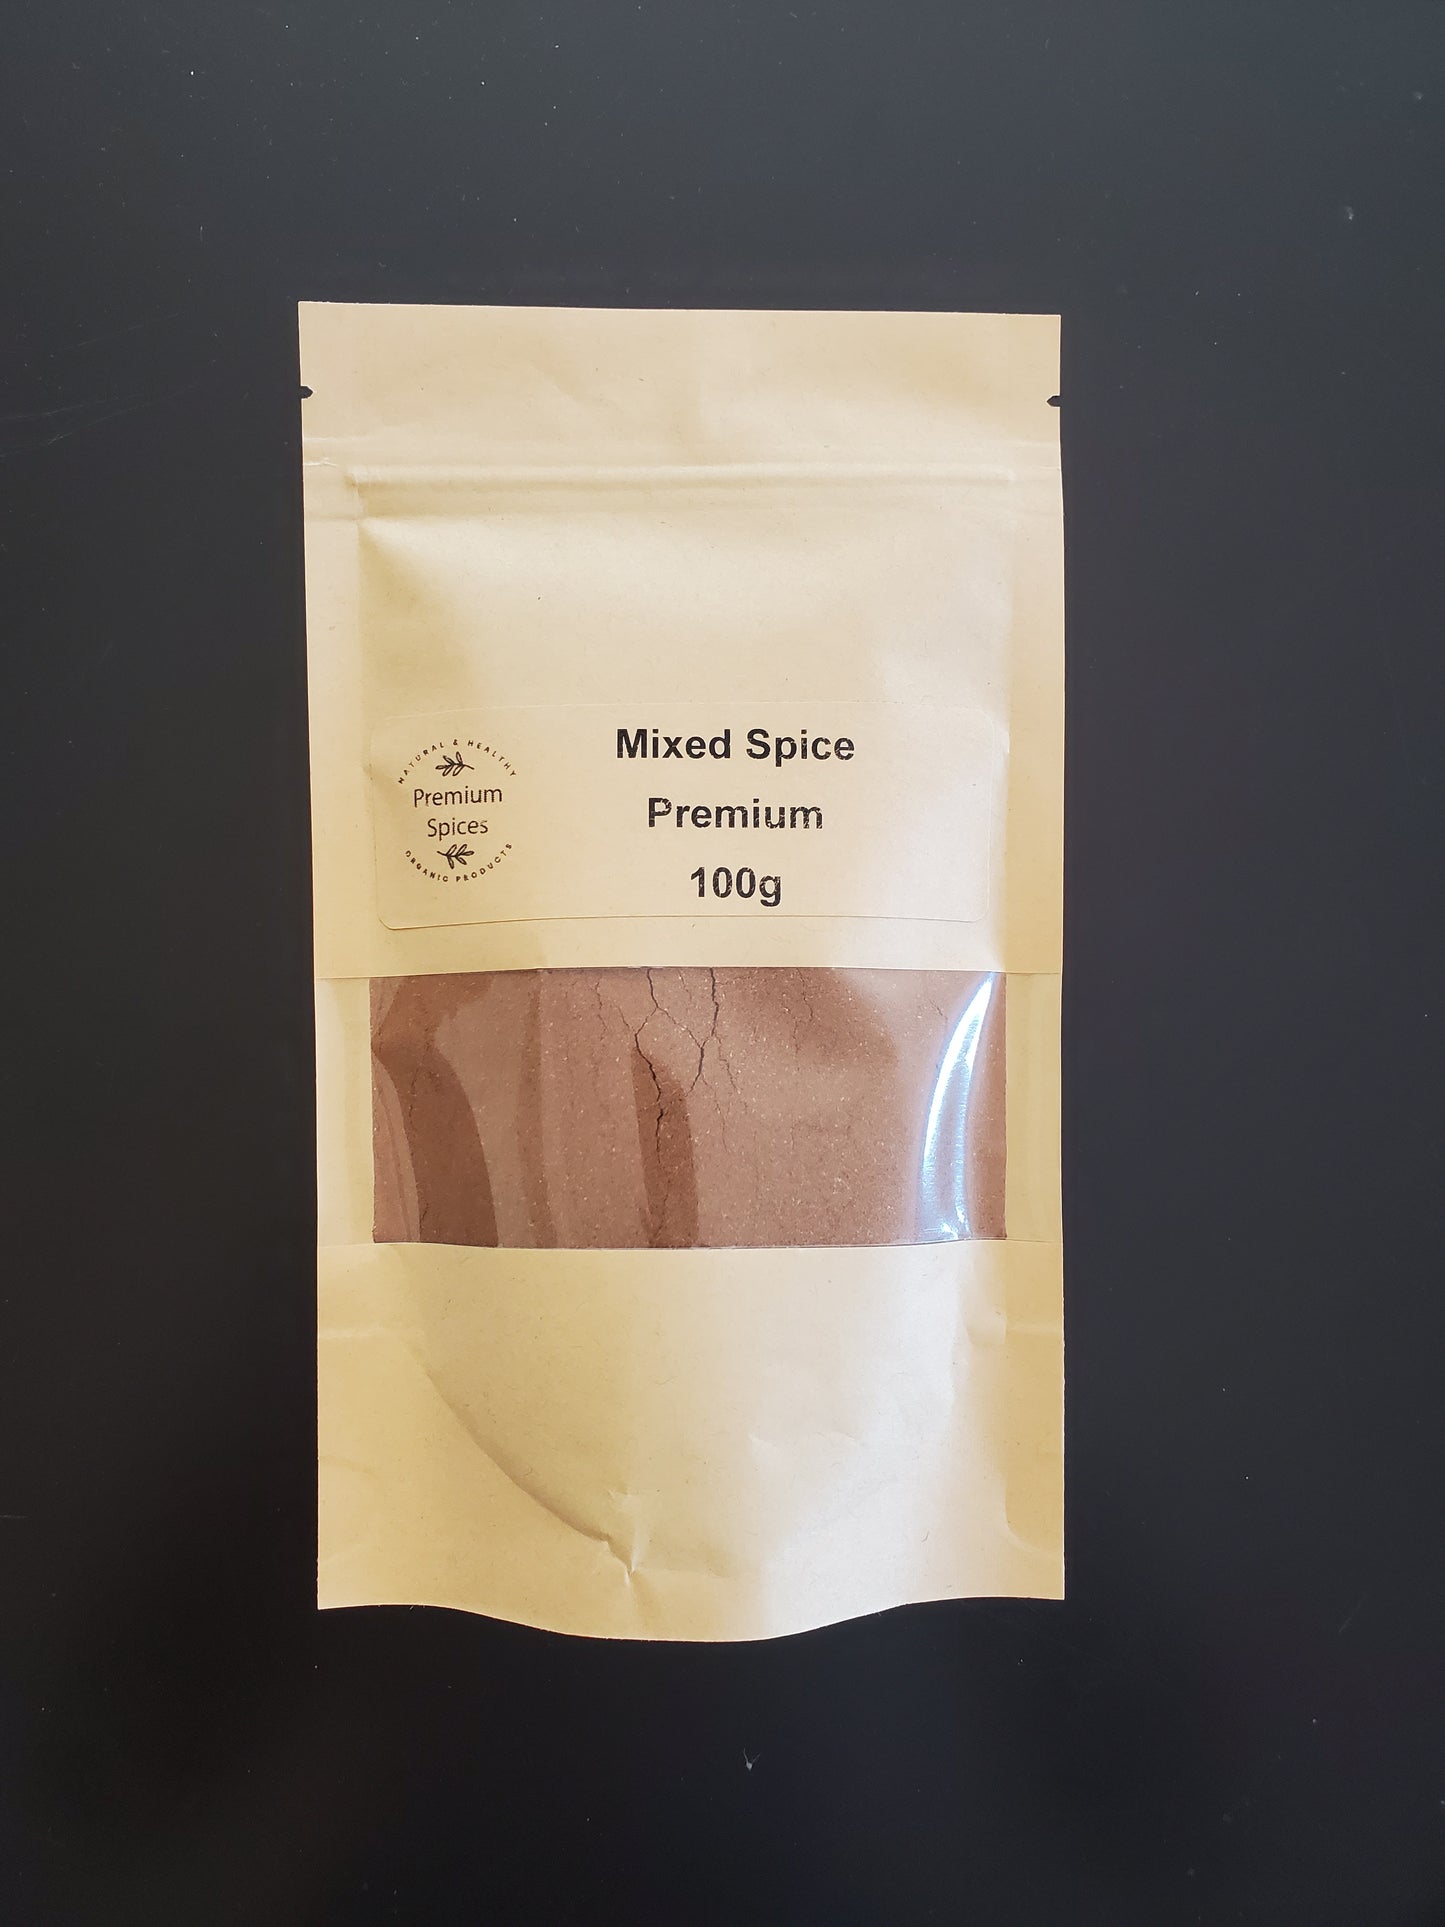 NATURAL & HEALTHY
Premium
Spices
ORGANIC PRODUCTS
Mixed Spice
Premium
100g